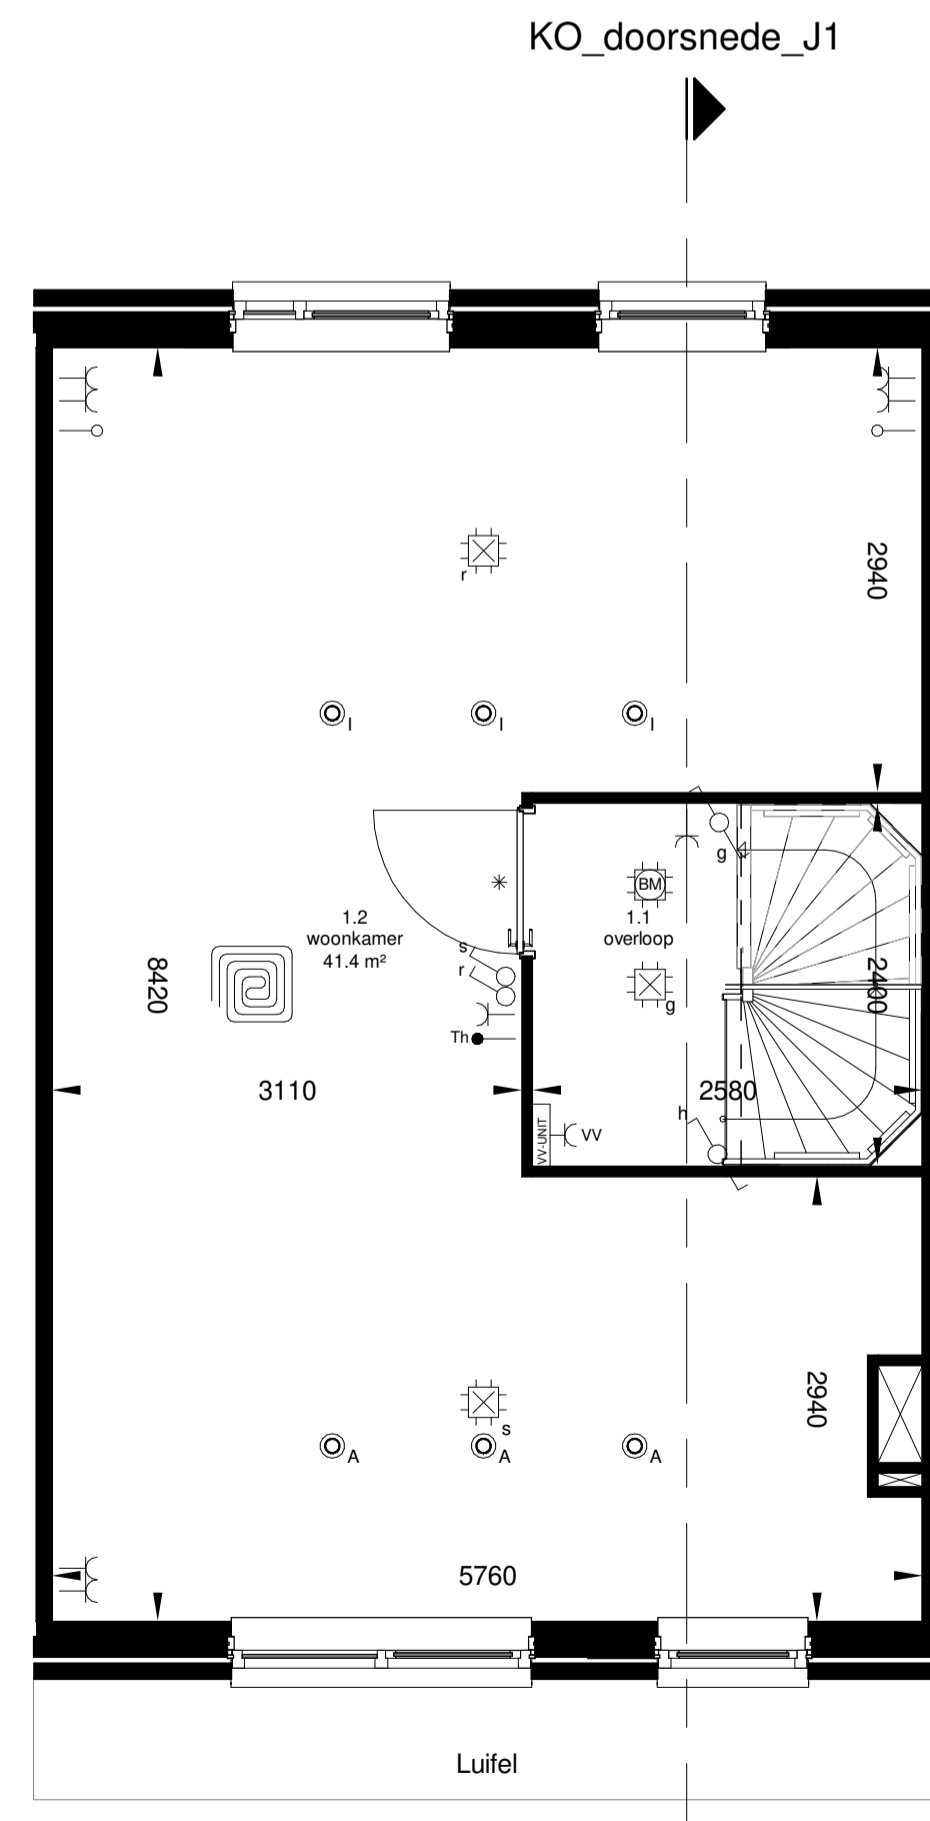 KO_doorsnede_J1
2940
r
I
I
I
g
BM
1.2
woonkamer
41.4 m²
1.1
overloop
s
r
g
8420
2400
Th
3110
2580
h
VV-UNIT
VV
2940
s
A
A
A
5760
Luifel